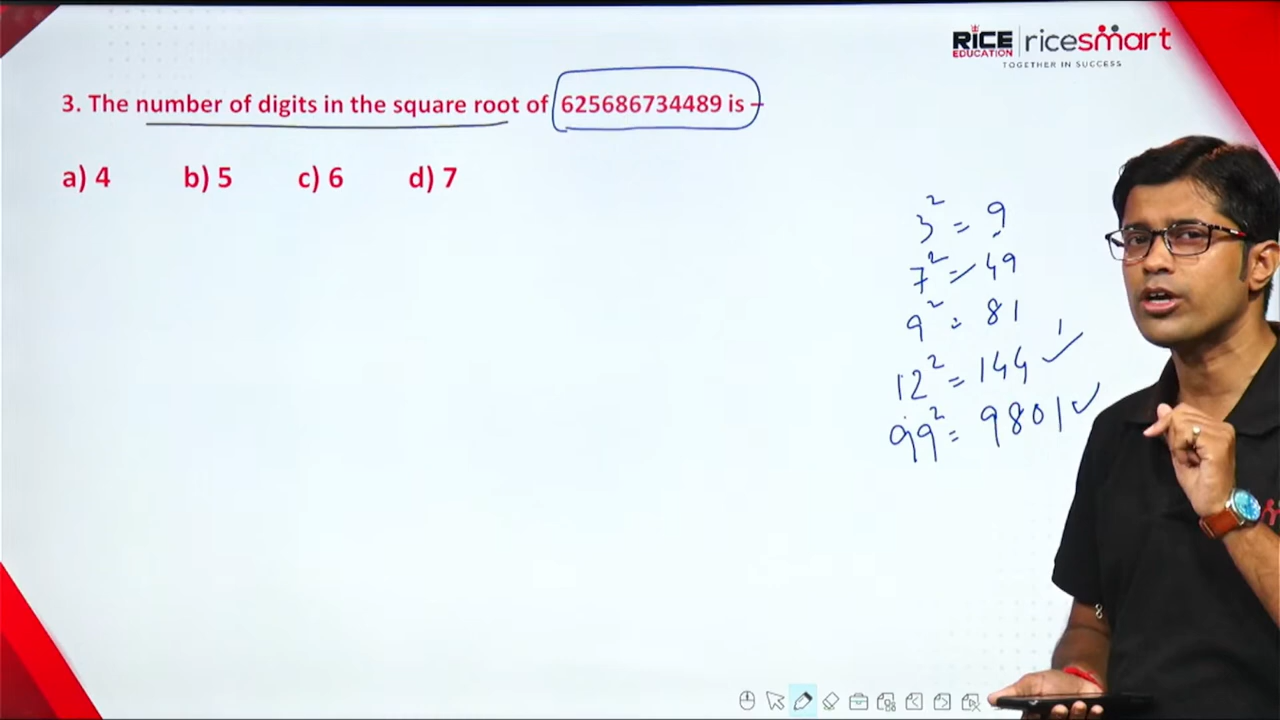 RICE EDUCATION | ricesmart
TOGETHER IN SUCCESS
3. The number of digits in the square root of 625686734489 is –
a) 4 b) 5 c) 6 d) 7
3² = 9
7² = 49
9² = 81
12² = 144
99² = 9801